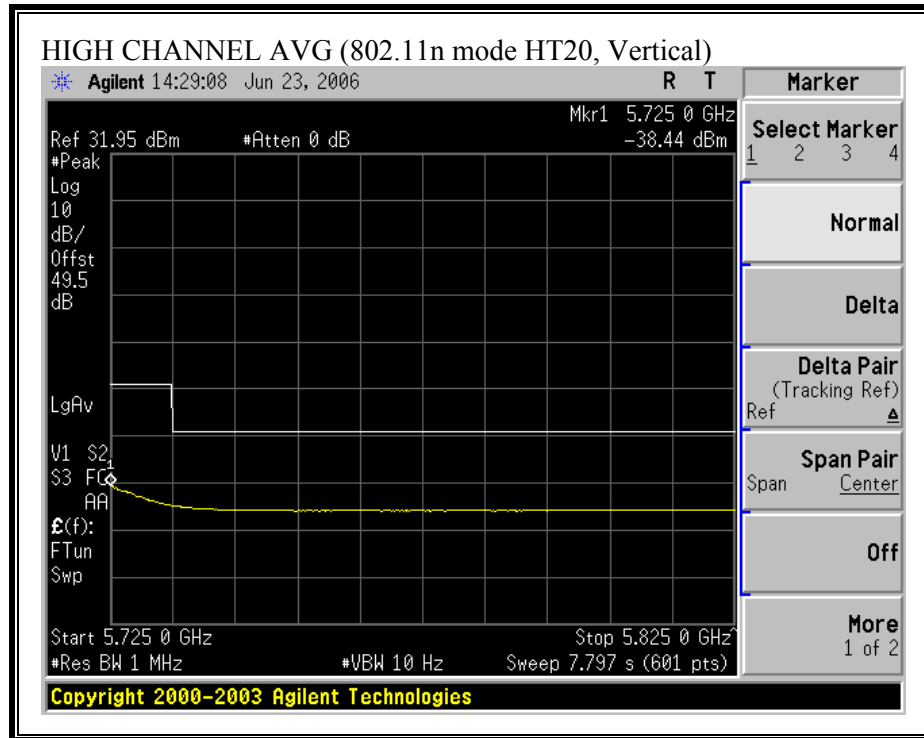 HIGH CHANNEL AVG (802.11n mode HT20, Vertical)
Agilent 14:29:08 Jun 23, 2006 R T
Mkr1 5.725 0 GHz
Ref 31.95 dBm #Atten 0 dB -38.44 dBm
#Peak
Log
10
dB/
Offst
49.5
dB
LgAv
V1 S2
S3 FC
AA
£(f):
FTun
Swp
1
Start 5.725 0 GHz Stop 5.825 0 GHz^
#Res BW 1 MHz #VBW 10 Hz Sweep 7.797 s (601 pts)
Copyright 2000-2003 Agilent Technologies
Marker
Select Marker
1 2 3 4
Normal
Delta
Delta Pair
(Tracking Ref)
Ref Δ
Span Pair
Span Center
Off
More
1 of 2